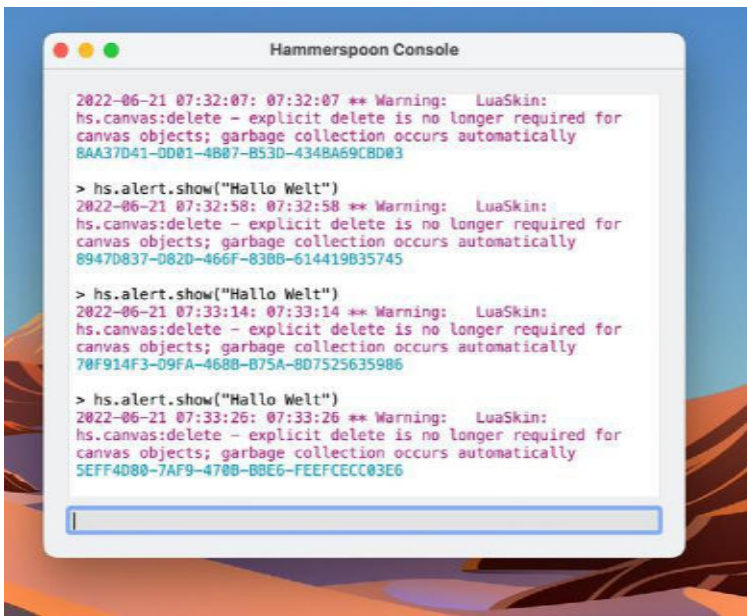 Hammerspoon Console
2022-06-21 07:32:07: 07:32:07 ** Warning:   LuaSkin:
hs.canvas:delete - explicit delete is no longer required for
canvas objects; garbage collection occurs automatically
8AA37D41-DD01-4B07-B53D-434BA69CBD03
> hs.alert.show("Hallo Welt")
2022-06-21 07:32:58: 07:32:58 ** Warning:   LuaSkin:
hs.canvas:delete - explicit delete is no longer required for
canvas objects; garbage collection occurs automatically
8947D837-D82D-466F-83BB-614419B35745
> hs.alert.show("Hallo Welt")
2022-06-21 07:33:14: 07:33:14 ** Warning:   LuaSkin:
hs.canvas:delete - explicit delete is no longer required for
canvas objects; garbage collection occurs automatically
70F914F3-D9FA-468B-B75A-8D7525635986
> hs.alert.show("Hallo Welt")
2022-06-21 07:33:26: 07:33:26 ** Warning:   LuaSkin:
hs.canvas:delete - explicit delete is no longer required for
canvas objects; garbage collection occurs automatically
5EFF4D80-7AF9-470B-BBE6-FEEFCECC03E6